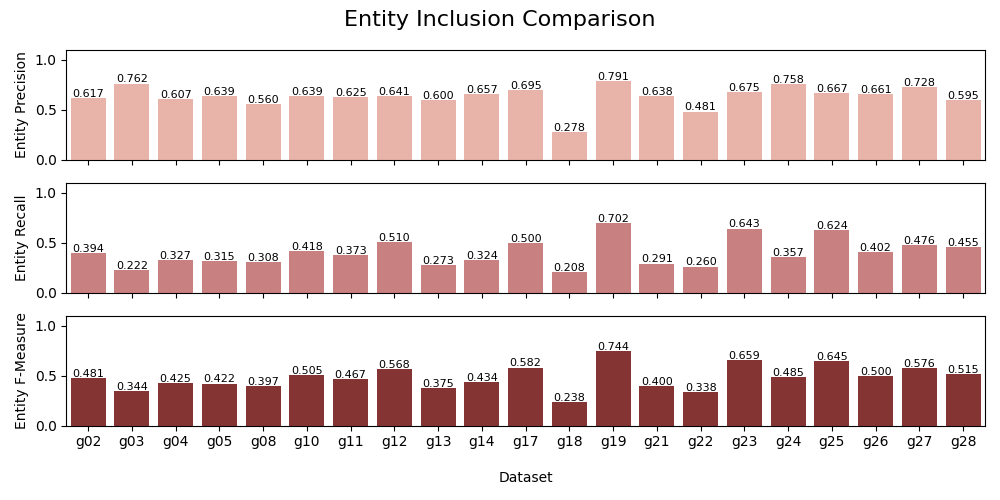 Entity Inclusion Comparison
Entity Precision
1.0
0.5
0.0
0.617 0.762 0.607 0.639 0.560 0.639 0.625 0.641 0.600 0.657 0.695 0.278 0.791 0.638 0.481 0.675 0.758 0.667 0.661 0.728 0.595
Entity Recall
1.0
0.5
0.0
0.394 0.222 0.327 0.315 0.308 0.418 0.373 0.510 0.273 0.324 0.500 0.208 0.702 0.291 0.260 0.643 0.357 0.624 0.402 0.476 0.455
Entity F-Measure
1.0
0.5
0.0
0.481 0.344 0.425 0.422 0.397 0.505 0.467 0.568 0.375 0.434 0.582 0.238 0.744 0.400 0.338 0.659 0.485 0.645 0.500 0.576 0.515
g02 g03 g04 g05 g08 g10 g11 g12 g13 g14 g17 g18 g19 g21 g22 g23 g24 g25 g26 g27 g28
Dataset